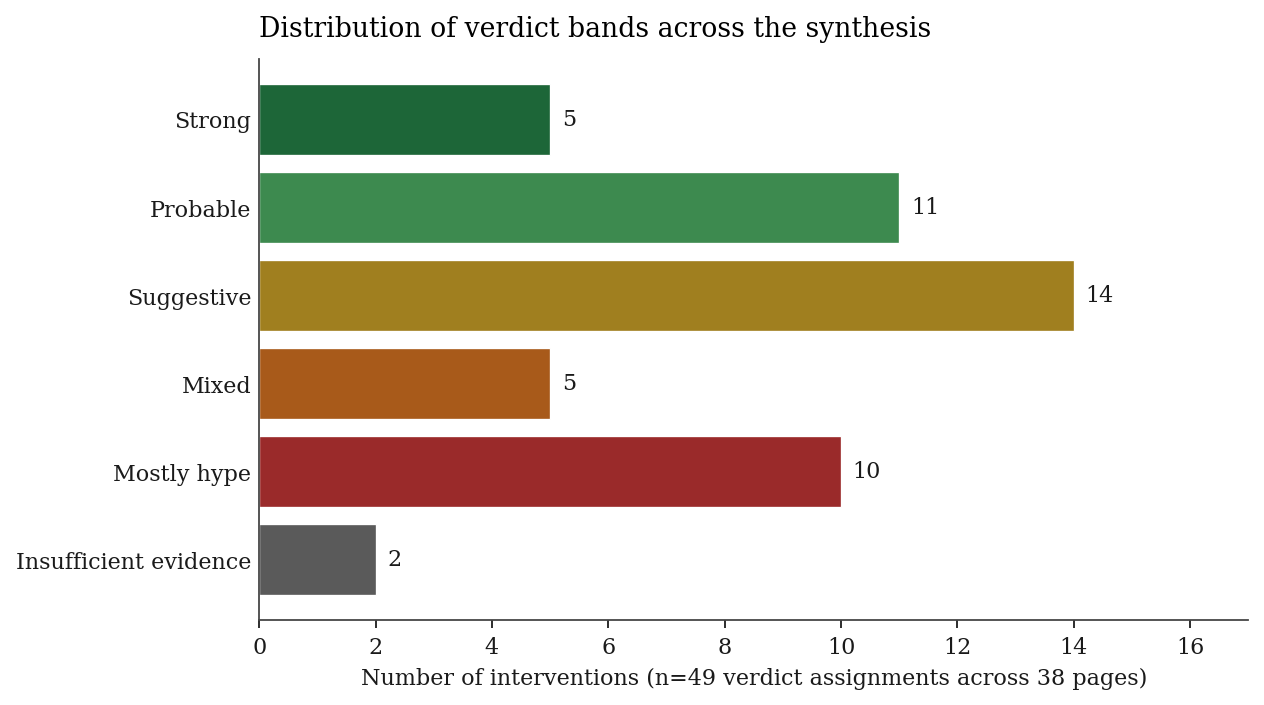 Distribution of verdict bands across the synthesis
Strong
5
Probable
11
Suggestive
14
Mixed
5
Mostly hype
10
Insufficient evidence
2
0 2 4 6 8 10 12 14 16
Number of interventions (n=49 verdict assignments across 38 pages)